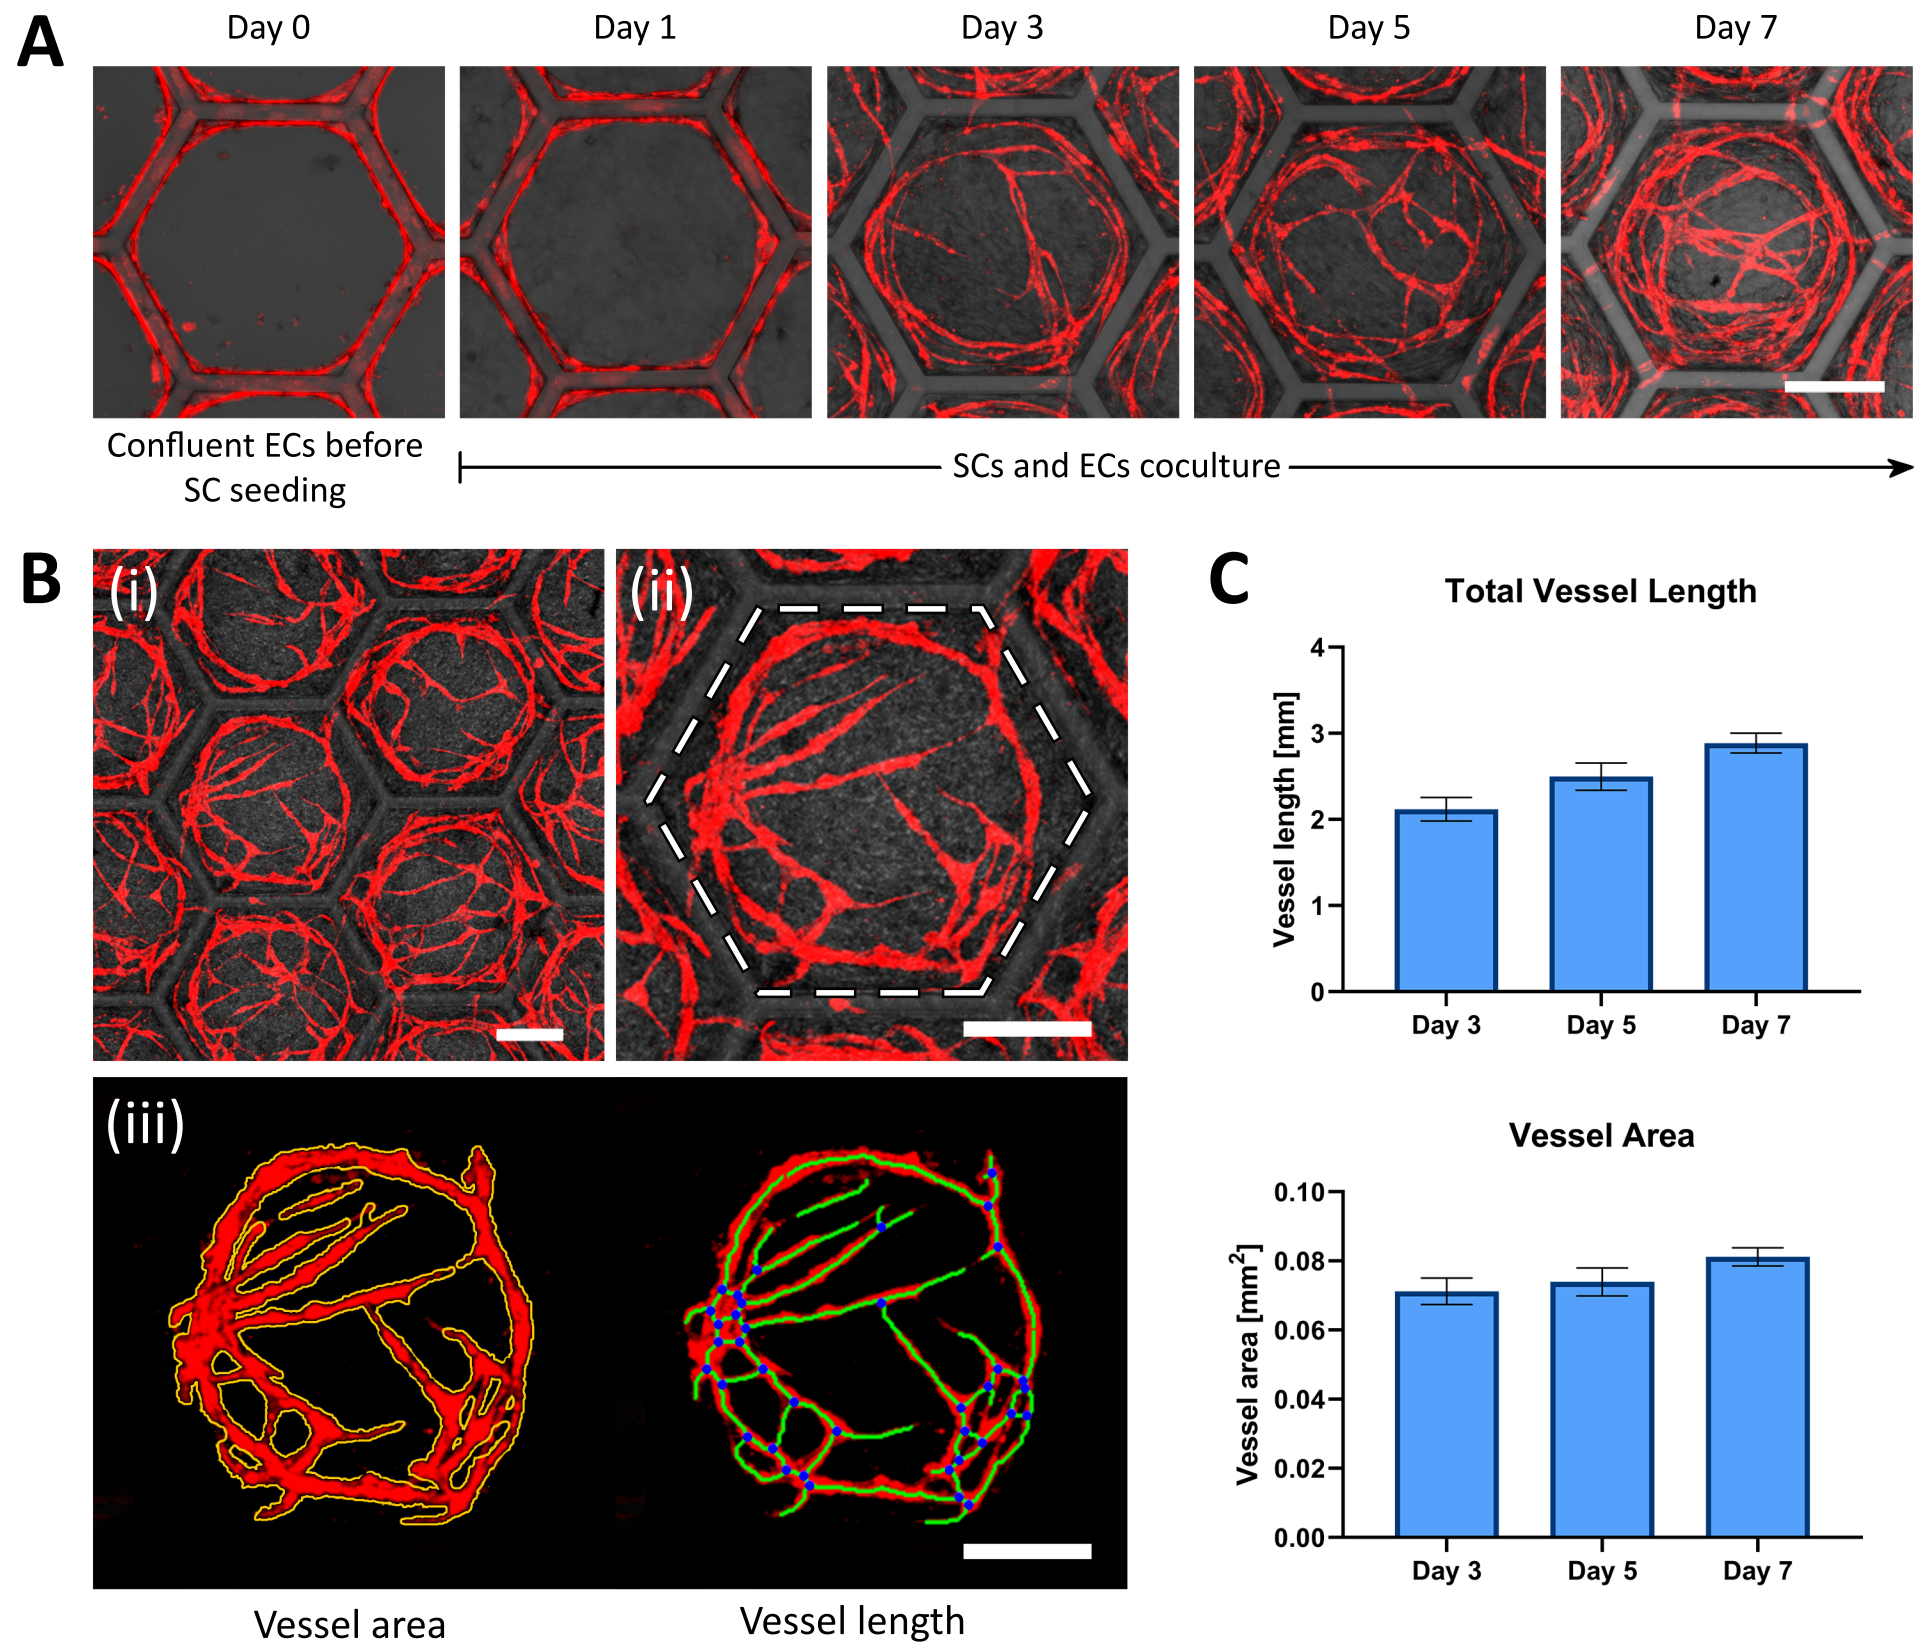 A
Day 0
Day 1
Day 3
Day 5
Day 7
Confluent ECs before
SC seeding
SCs and ECs coculture
B
(i)
(ii)
(iii)
Vessel area
Vessel length
C
Total Vessel Length
Vessel length [mm]
4
3
2
1
0
Day 3
Day 5
Day 7
Vessel Area
Vessel area [mm²]
0.10
0.08
0.06
0.04
0.02
0.00
Day 3
Day 5
Day 7